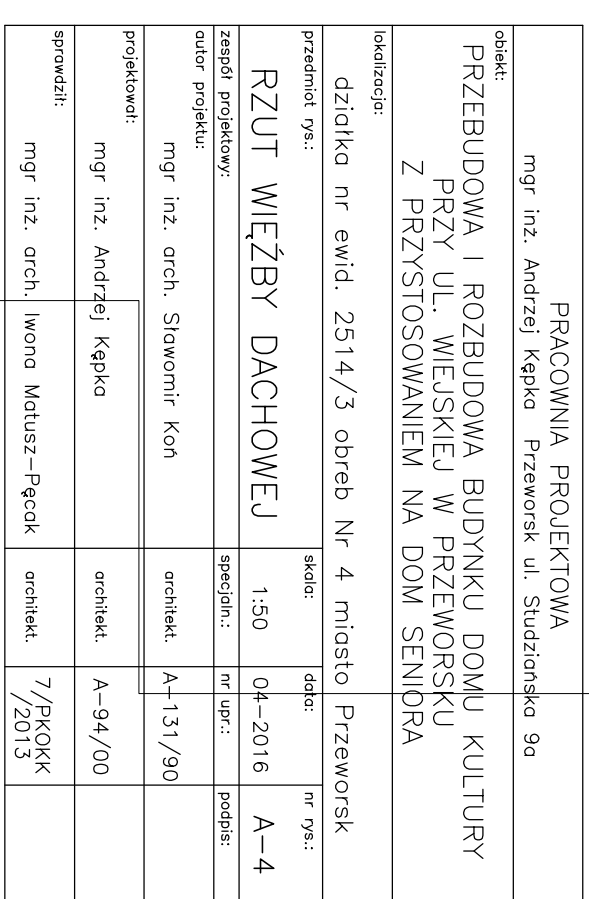 PRACOWNIA PROJEKTOWA
mgr inż. Andrzej Kępka Przeworsk ul. Studziańska 9a
obiekt:
PRZEBUDOWA I ROZBUDOWA BUDYNKU DOMU KULTURY
PRZY UL. WIEJSKIEJ W PRZEWORSKU
Z PRZYSTOSOWANIEM NA DOM SENIORA
lokalizacja:
działka nr ewid. 2514/3 obreb Nr 4 miasto Przeworsk
przedmiot rys.: skala: data: nr rys.:
RZUT WIĘŹBY DACHOWEJ 1:50 04-2016 A-4
zespół projektowy: specjaln.: nr upr.: podpis:
autor projektu:
mgr inż. arch. Sławomir Koń architekt. A-131/90
projektował:
mgr inż. Andrzej Kępka architekt. A-94/00
sprawdził:
mgr inż. arch. Iwona Matusz-Pęcak architekt. 7/PKOKK
/2013